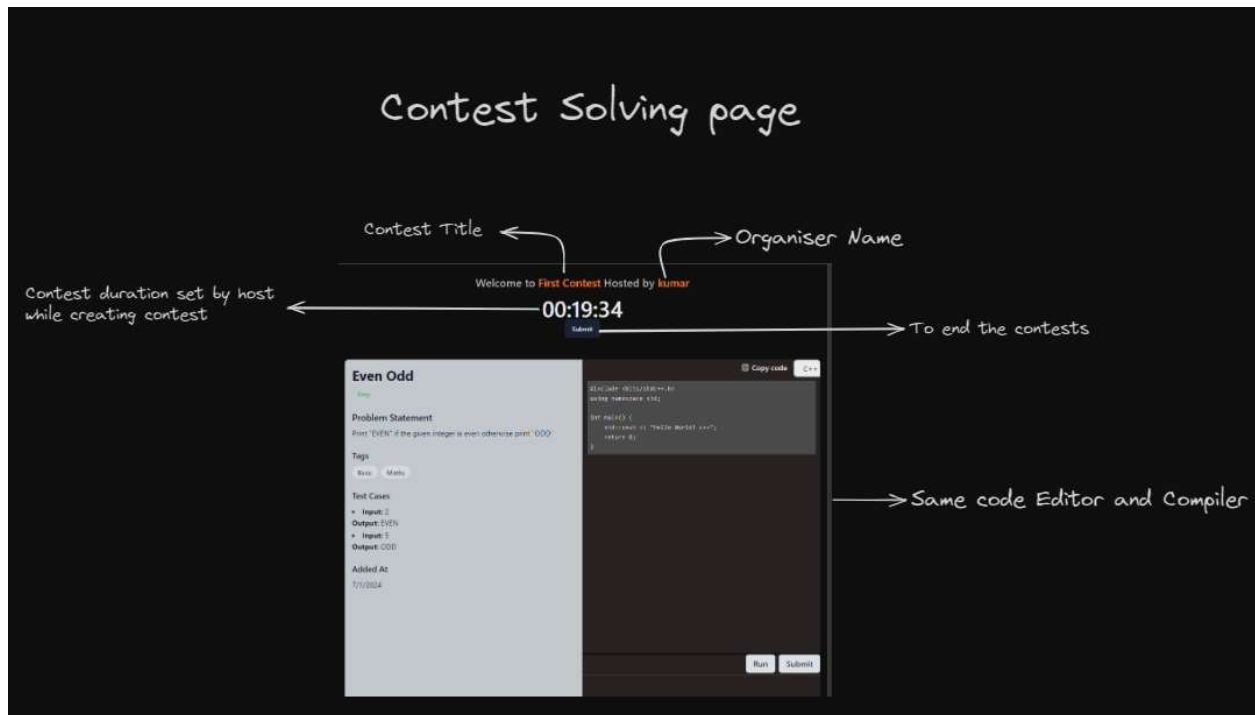 Contest Solving page
Contest Title
Organiser Name
Welcome to First Contest Hosted by kumar
Contest duration set by host
while creating contest
00:19:34
Submit
To end the contests
Even Odd
Easy
Problem Statement
Print "EVEN" if the given integer is even otherwise print "ODD"
Tags
Basic Maths
Test Cases
• Input: 2
Output: EVEN
• Input: 3
Output: ODD
Added At
7/1/2024
Copy code C++
#include <bits/stdc++.h>
using namespace std;
int main() {
std::cout << "Hello World! c++";
return 0;
}
Same code Editor and Compiler
Run Submit